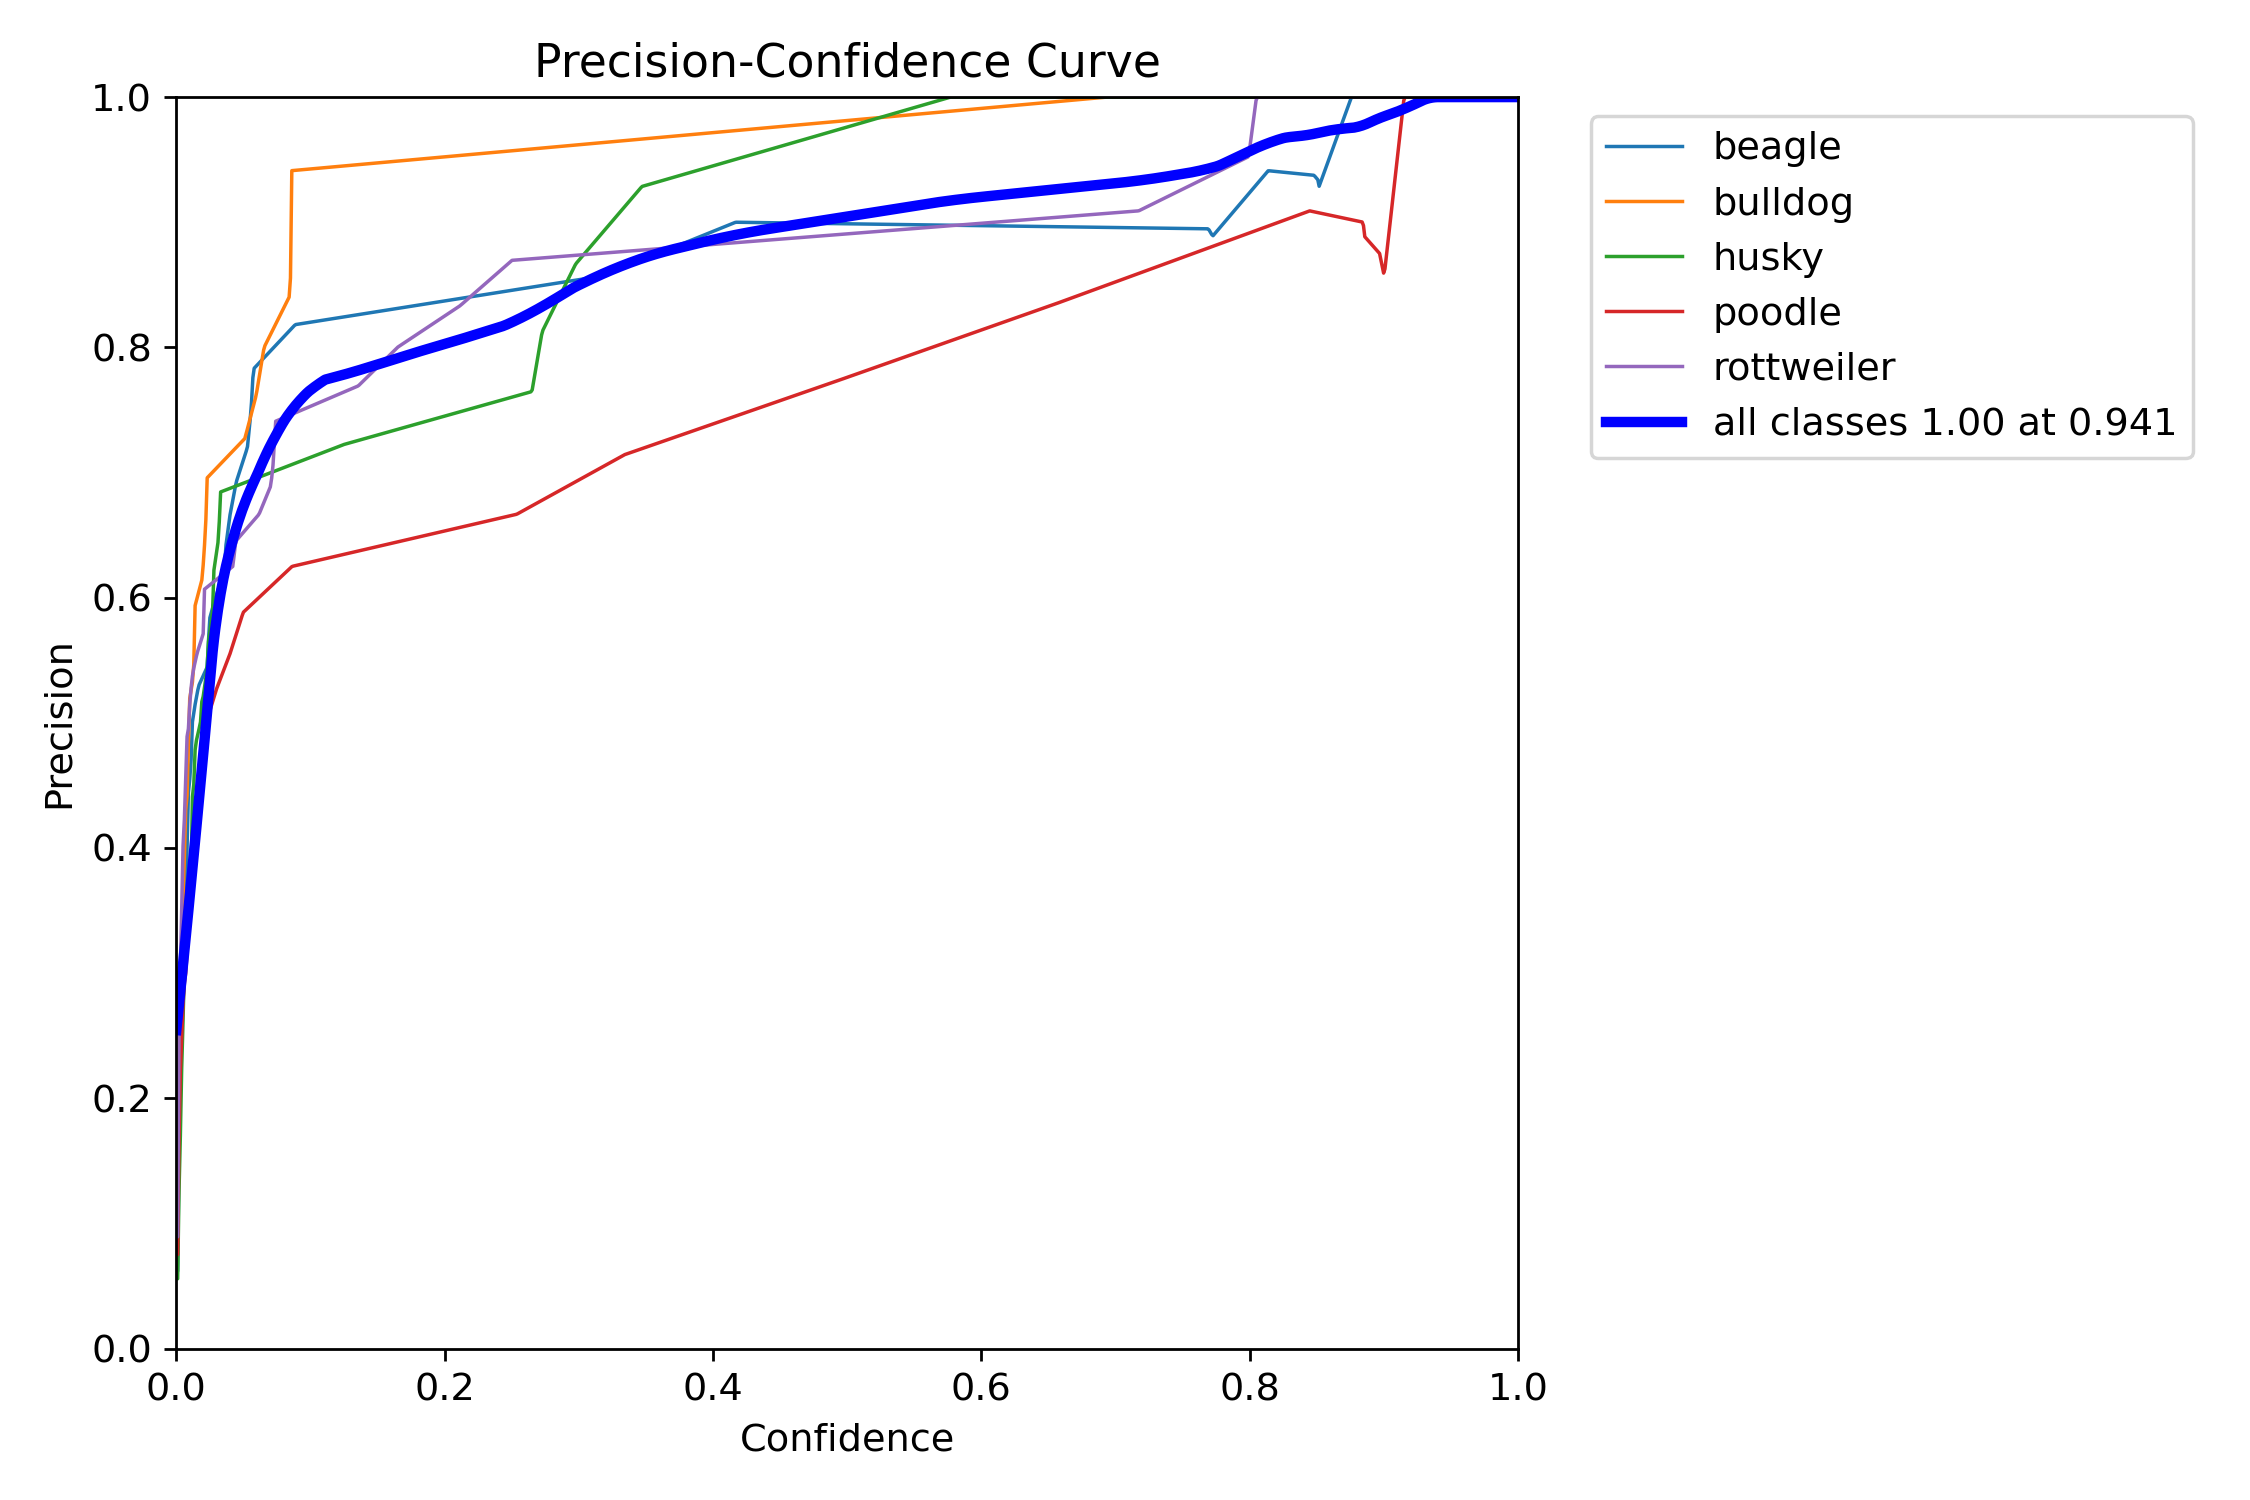 Precision-Confidence Curve
1.0
0.8
0.6
0.4
0.2
0.0
Precision
0.0 0.2 0.4 0.6 0.8 1.0
Confidence
beagle
bulldog
husky
poodle
rottweiler
all classes 1.00 at 0.941